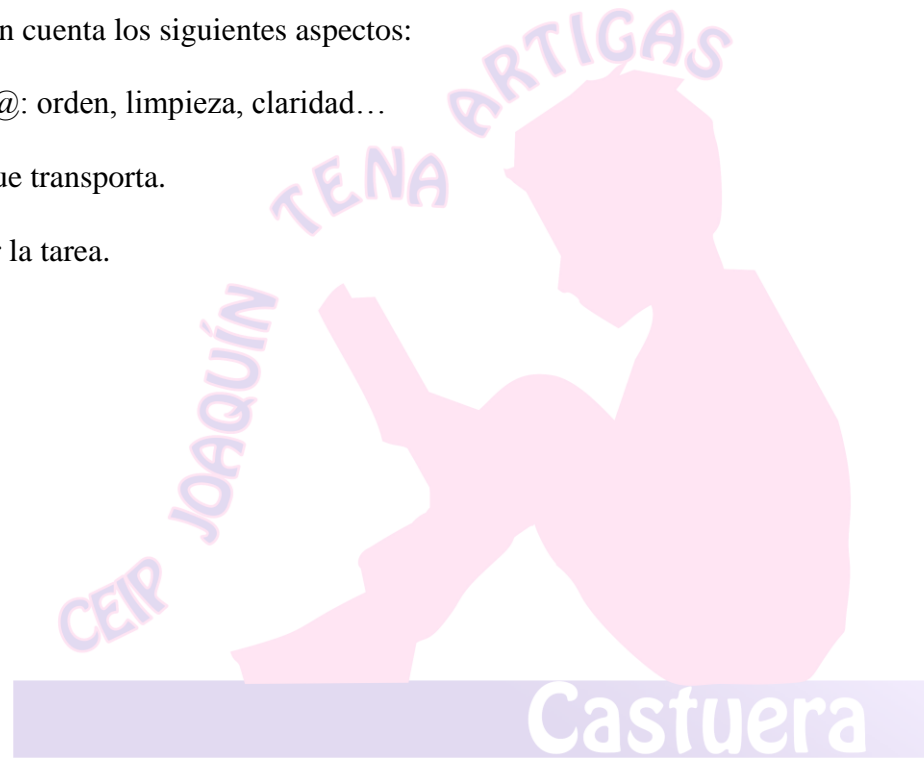 n cuenta los siguientes aspectos:
@: orden, limpieza, claridad…
ue transporta.
r la tarea.
CEIP JOAQUÍN TENA ARTIGAS
Castuera